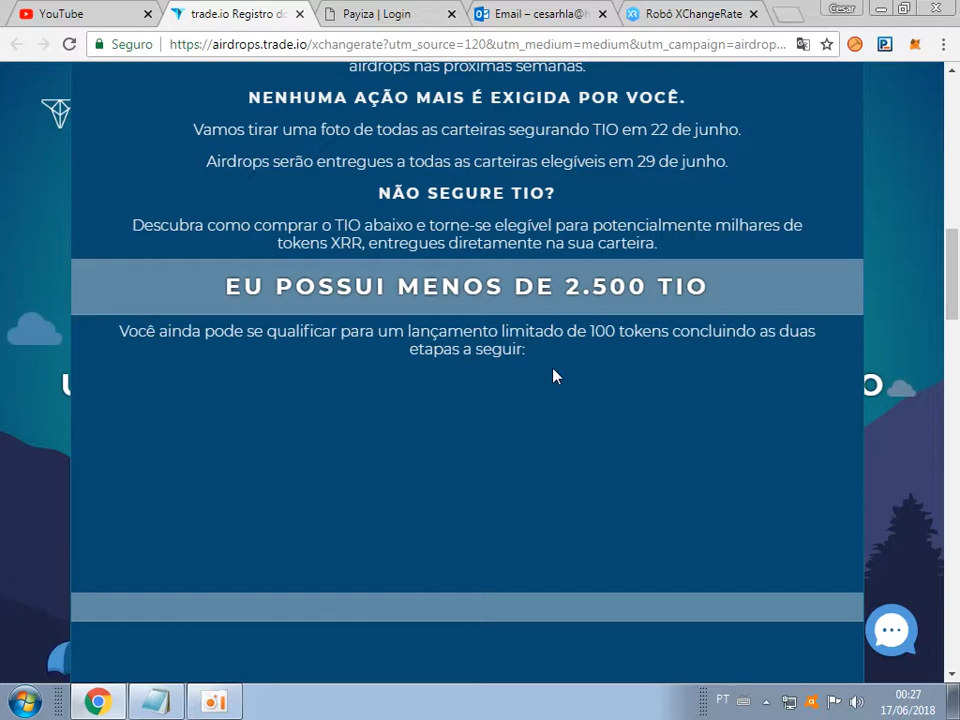 YouTube
trade.io Registro do
Payiza | Login
Email – cesarhla@h
Robô XChangeRate
Cesar
Seguro
https://airdrops.trade.io/xchangerate?utm_source=120&utm_medium=medium&utm_campaign=airdrop...
airdrops nas próximas semanas.
NENHUMA AÇÃO MAIS É EXIGIDA POR VOCÊ.
Vamos tirar uma foto de todas as carteiras segurando TIO em 22 de junho.
Airdrops serão entregues a todas as carteiras elegíveis em 29 de junho.
NÃO SEGURE TIO?
Descubra como comprar o TIO abaixo e torne-se elegível para potencialmente milhares de
tokens XRR, entregues diretamente na sua carteira.
EU POSSUI MENOS DE 2.500 TIO
Você ainda pode se qualificar para um lançamento limitado de 100 tokens concluindo as duas
etapas a seguir:
U
O
PT
00:27
17/06/2018